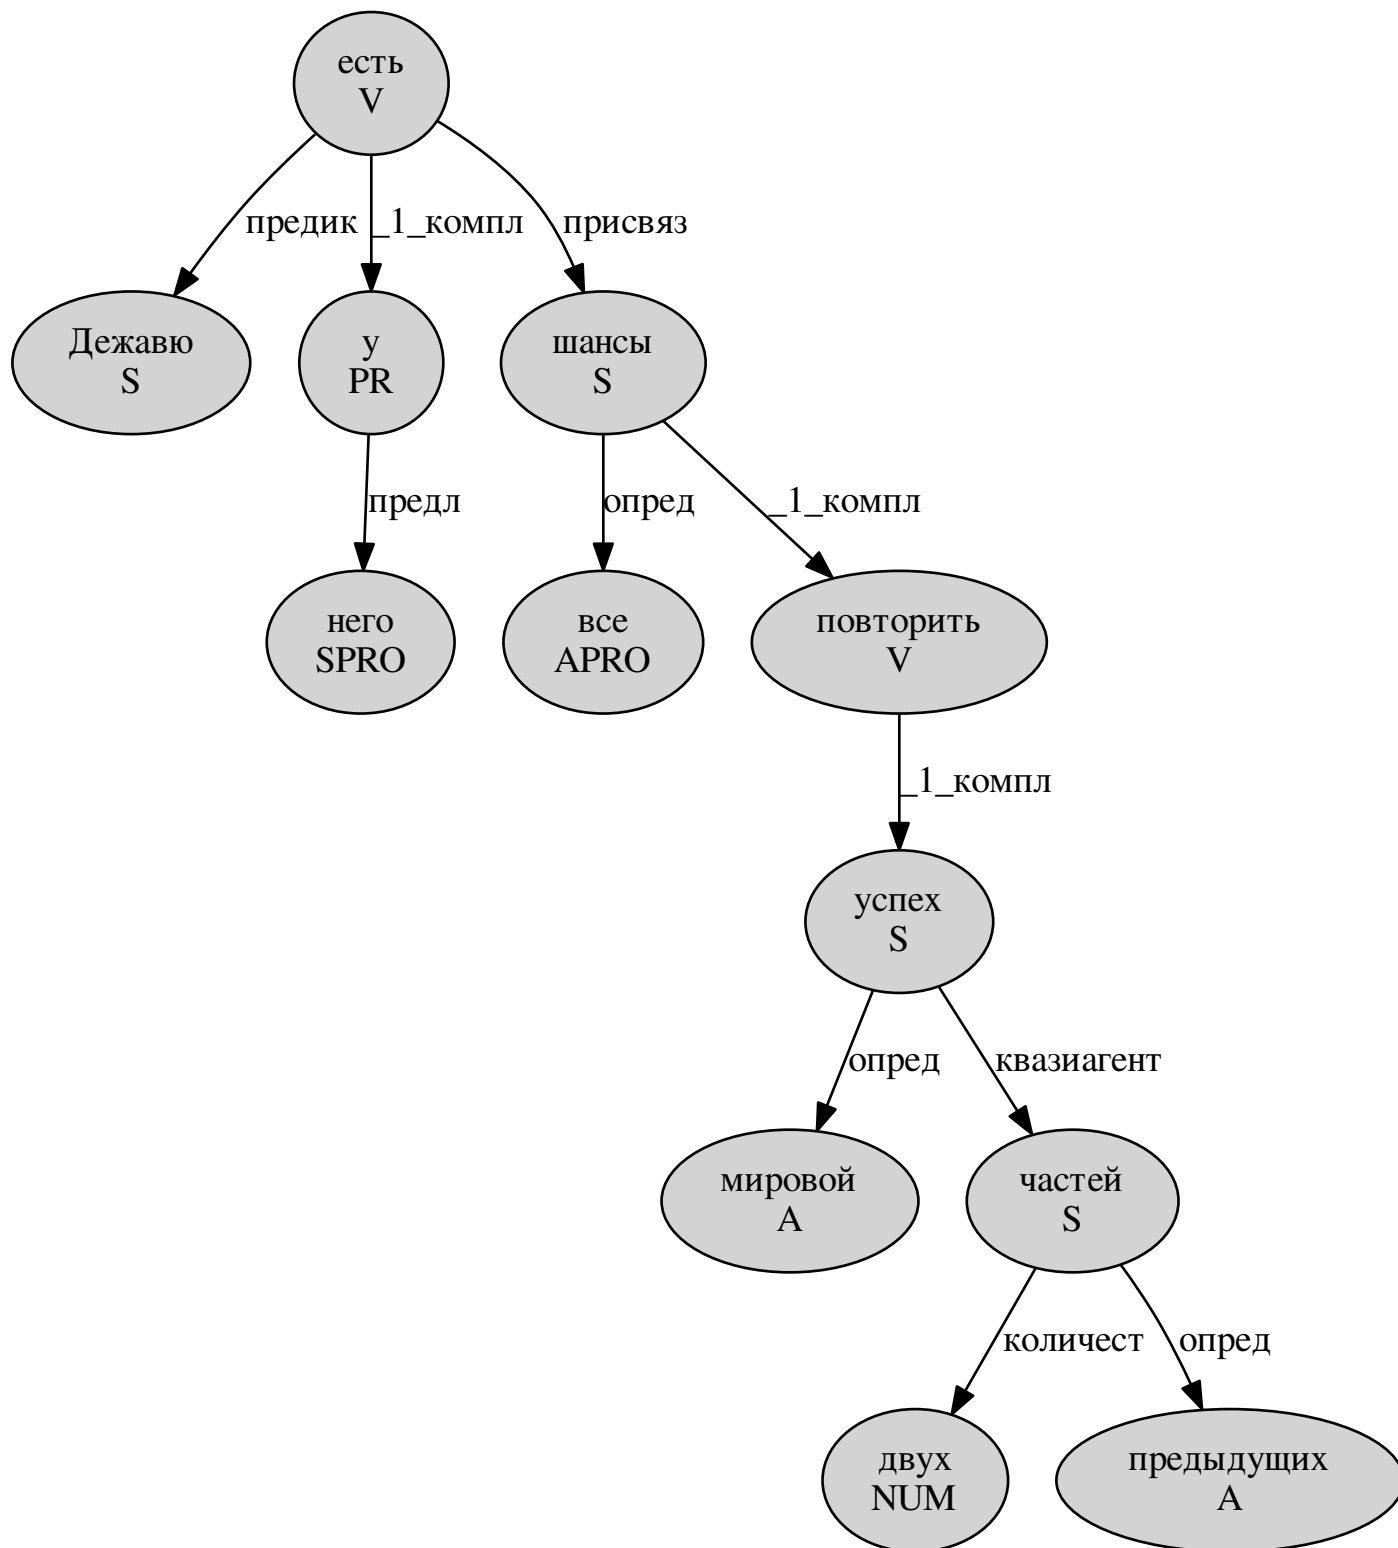 есть
V
предик
_1_компл
присвяз
Дежавю
S
у
PR
шансы
S
предл
опред
_1_компл
него
SPRO
все
APRO
повторить
V
_1_компл
успех
S
опред
квазиагент
мировой
A
частей
S
количест
опред
двух
NUM
предыдущих
A